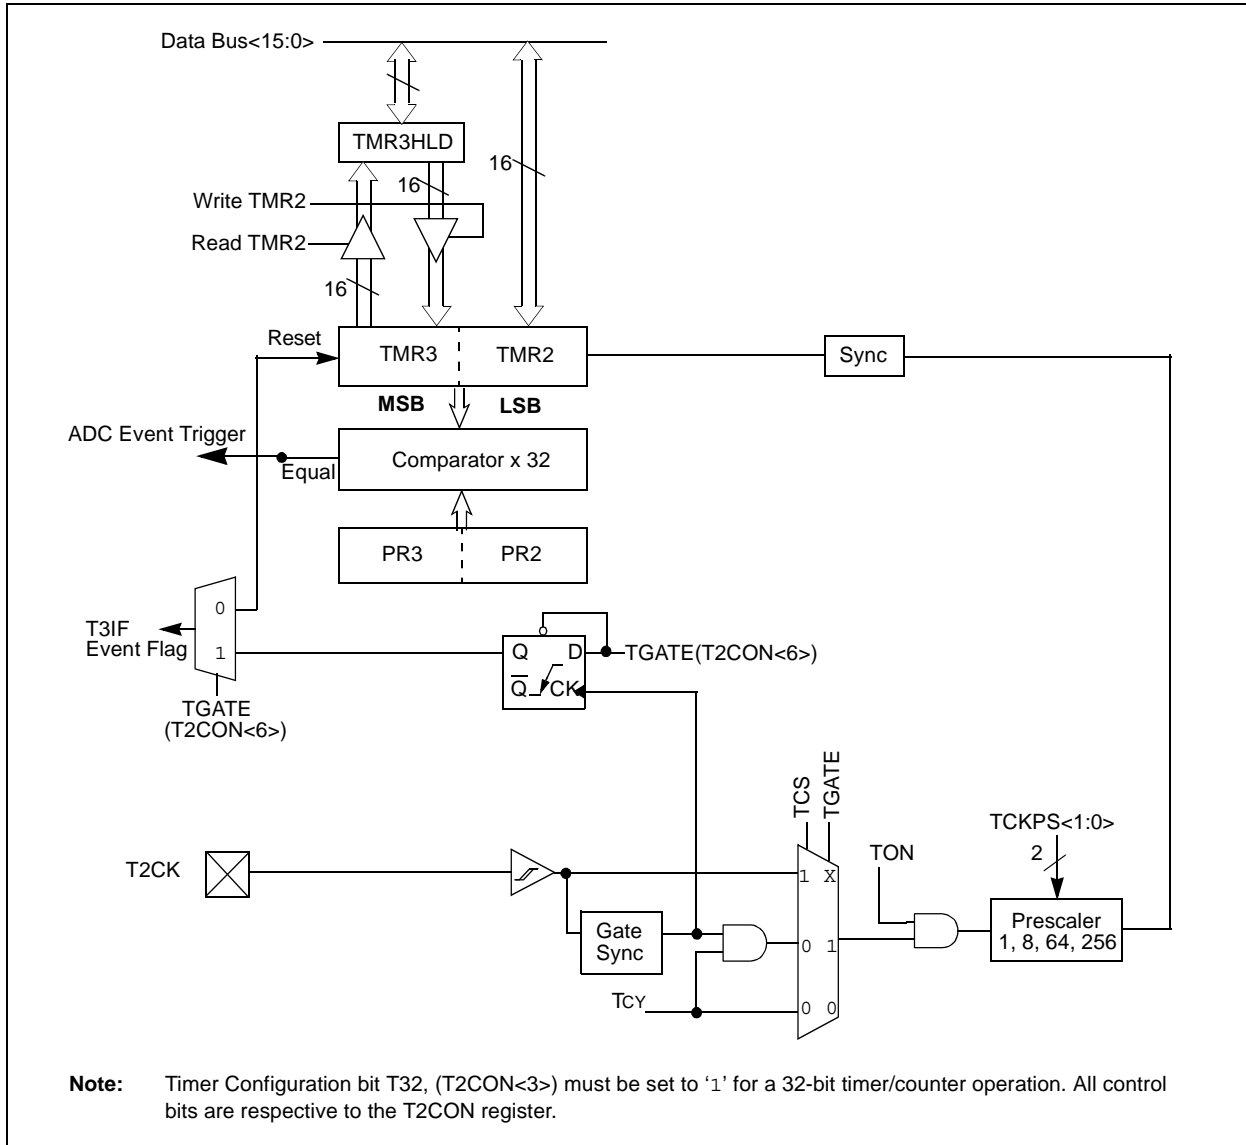 Data Bus<15:0>
TMR3HLD
16
16
Write TMR2
Read TMR2
16
Reset
TMR3
TMR2
Sync
MSB
LSB
ADC Event Trigger
Equal
Comparator x 32
PR3
PR2
0
T3IF
Event Flag
1
Q
D
TGATE(T2CON<6>)
Q
CK
TGATE
(T2CON<6>)
TCS
TGATE
TCKPS<1:0>
2
TON
T2CK
1 X
Gate
Sync
0 1
Prescaler
1, 8, 64, 256
TCY
0 0
Note: Timer Configuration bit T32, (T2CON<3>) must be set to ‘1’ for a 32-bit timer/counter operation. All control
bits are respective to the T2CON register.